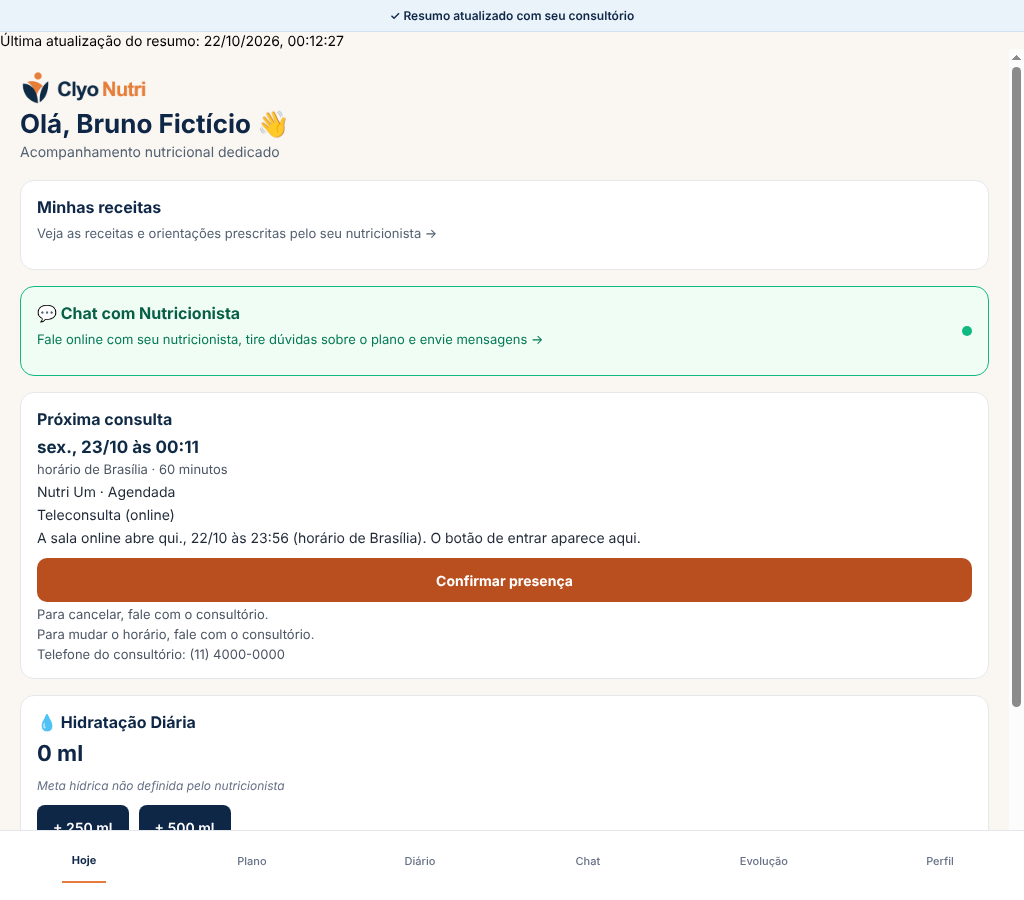 ✓ Resumo atualizado com seu consultório
Última atualização do resumo: 22/10/2026, 00:12:27
Clyo Nutri
Olá, Bruno Fictício 👋
Acompanhamento nutricional dedicado
Minhas receitas
Veja as receitas e orientações prescritas pelo seu nutricionista →
💬 Chat com Nutricionista
Fale online com seu nutricionista, tire dúvidas sobre o plano e envie mensagens →
Próxima consulta
sex., 23/10 às 00:11
horário de Brasília · 60 minutos
Nutri Um · Agendada
Teleconsulta (online)
A sala online abre qui., 22/10 às 23:56 (horário de Brasília). O botão de entrar aparece aqui.
Confirmar presença
Para cancelar, fale com o consultório.
Para mudar o horário, fale com o consultório.
Telefone do consultório: (11) 4000-0000
💧 Hidratação Diária
0 ml
Meta hídrica não definida pelo nutricionista
+ 250 ml + 500 ml
Hoje Plano Diário Chat Evolução Perfil